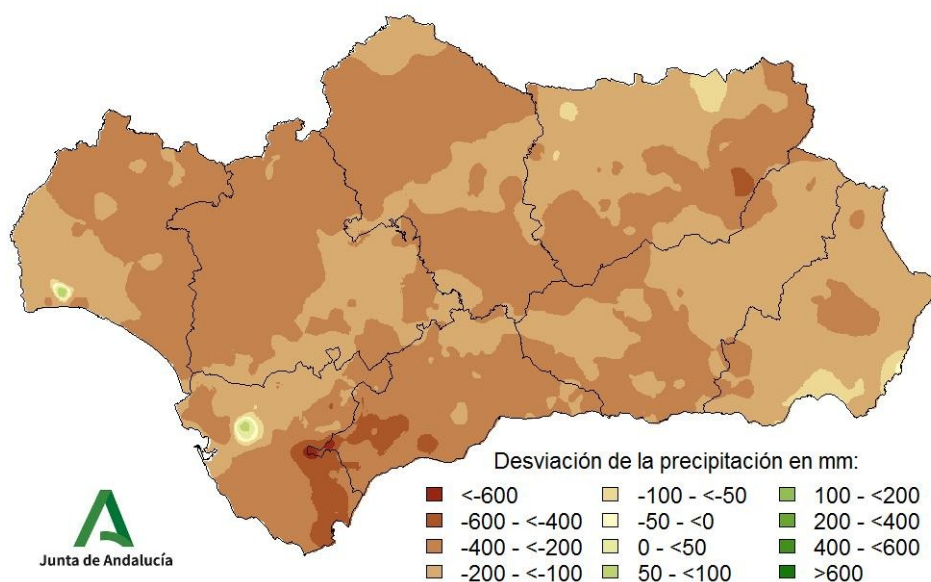 Desviación de la precipitación en mm:
<-600 -100 - <-50 100 - <200
-600 - <-400 -50 - <0 200 - <400
-400 - <-200 0 - <50 400 - <600
-200 - <-100 50 - <100 >600
Junta de Andalucía